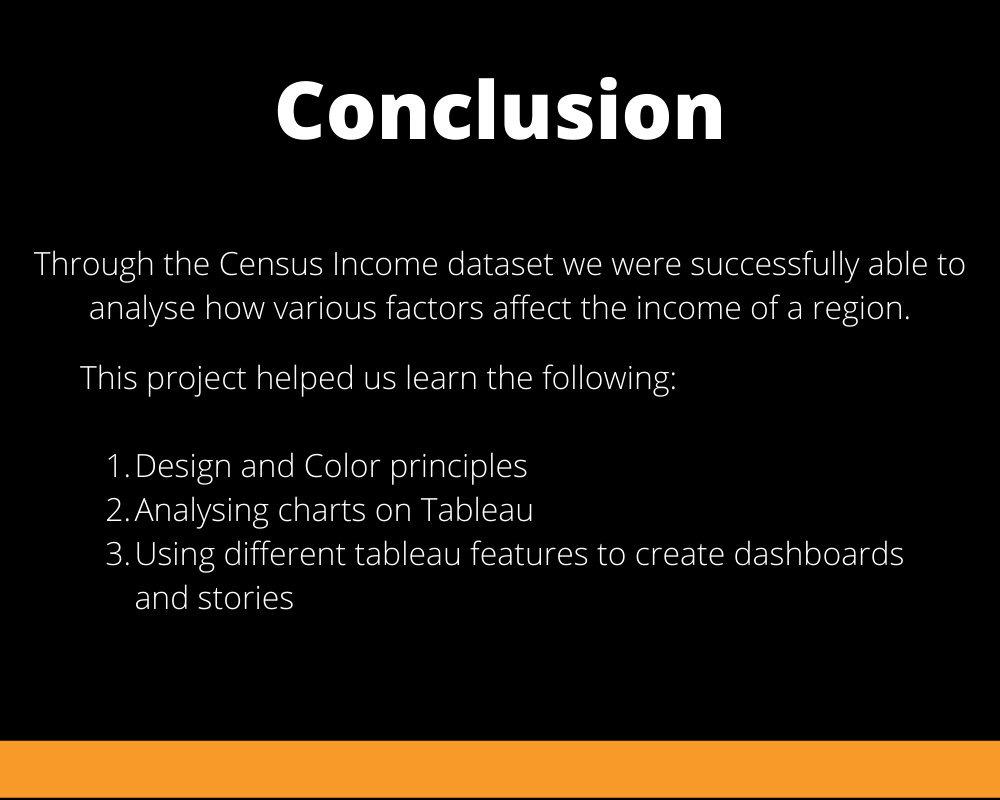 Conclusion
Through the Census Income dataset we were successfully able to
analyse how various factors affect the income of a region.
This project helped us learn the following:
1. Design and Color principles
2. Analysing charts on Tableau
3. Using different tableau features to create dashboards
and stories